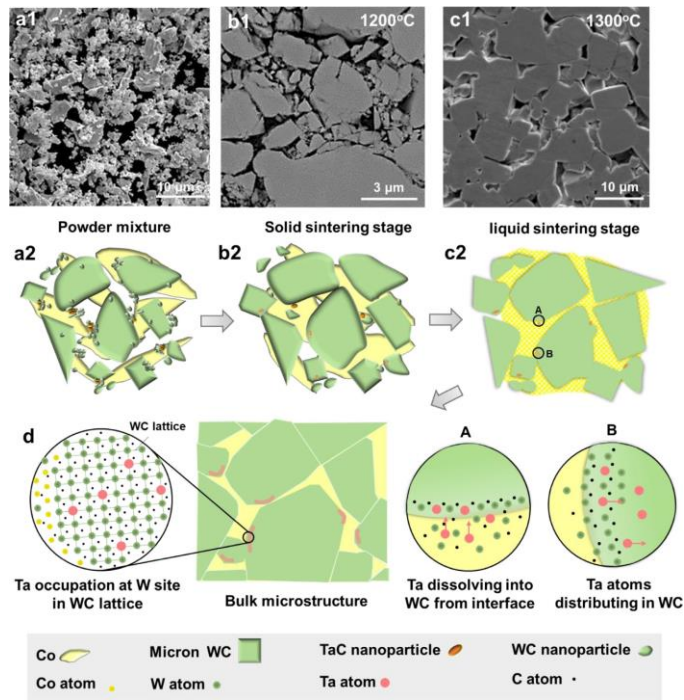 a1
b1
1200°C
c1
1300°C
10 μm
3 μm
10 μm
Powder mixture
Solid sintering stage
liquid sintering stage
a2
b2
c2
A
B
d
WC lattice
A
B
Ta occupation at W site
in WC lattice
Bulk microstructure
Ta dissolving into
WC from interface
Ta atoms
distributing in WC
Co
Micron WC
TaC nanoparticle
WC nanoparticle
Co atom
W atom
Ta atom
C atom